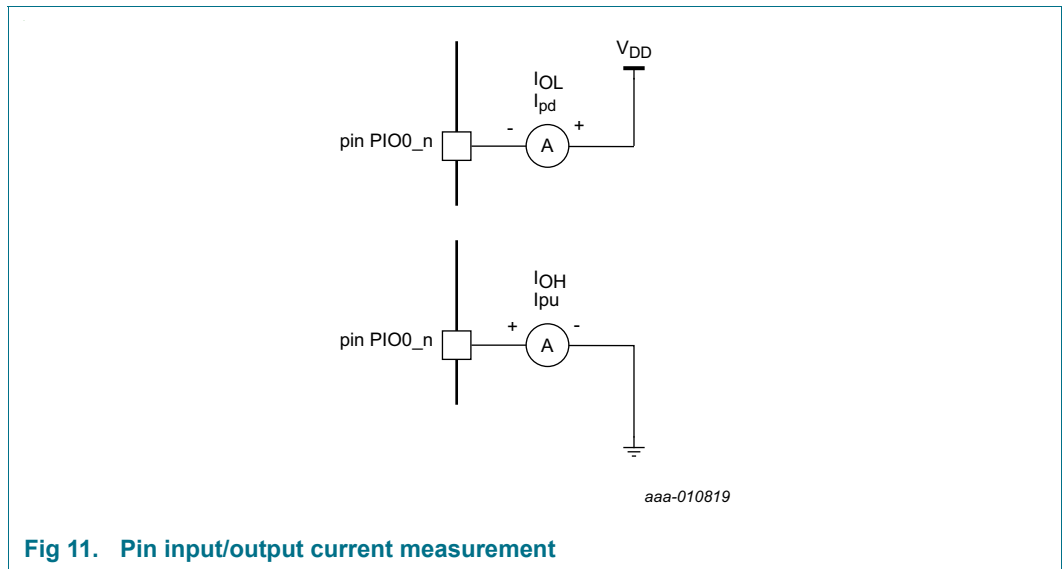 VDD
IOL
Ipd
- +
pin PIO0_n
A
IOH
Ipu
+ -
pin PIO0_n
A
aaa-010819
Fig 11. Pin input/output current measurement